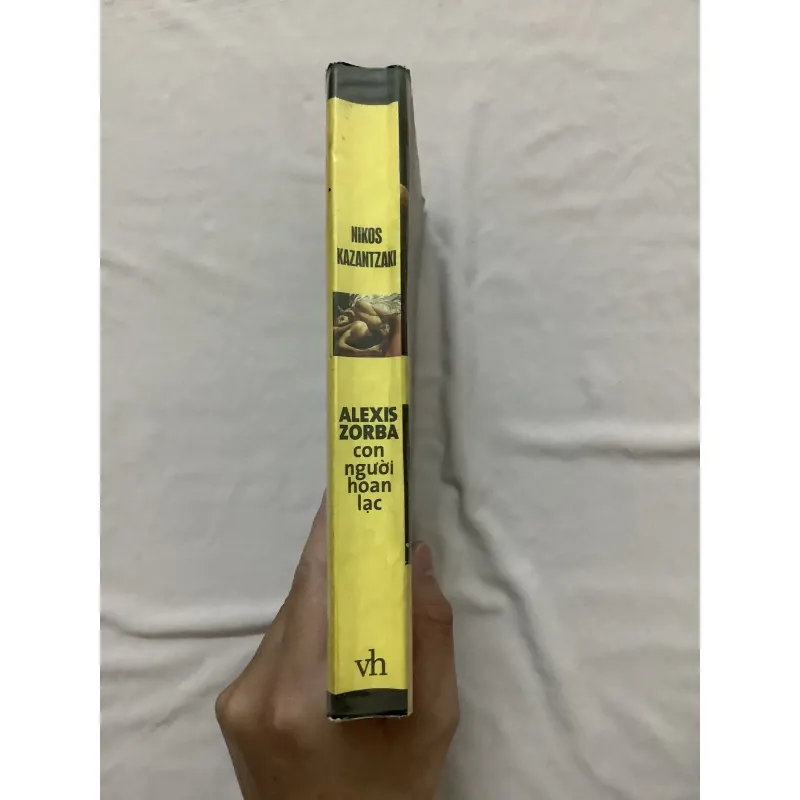 NIKOS
KAZANTZAKI
ALEXIS
ZORBA
con
người
hoan
lạc
vh